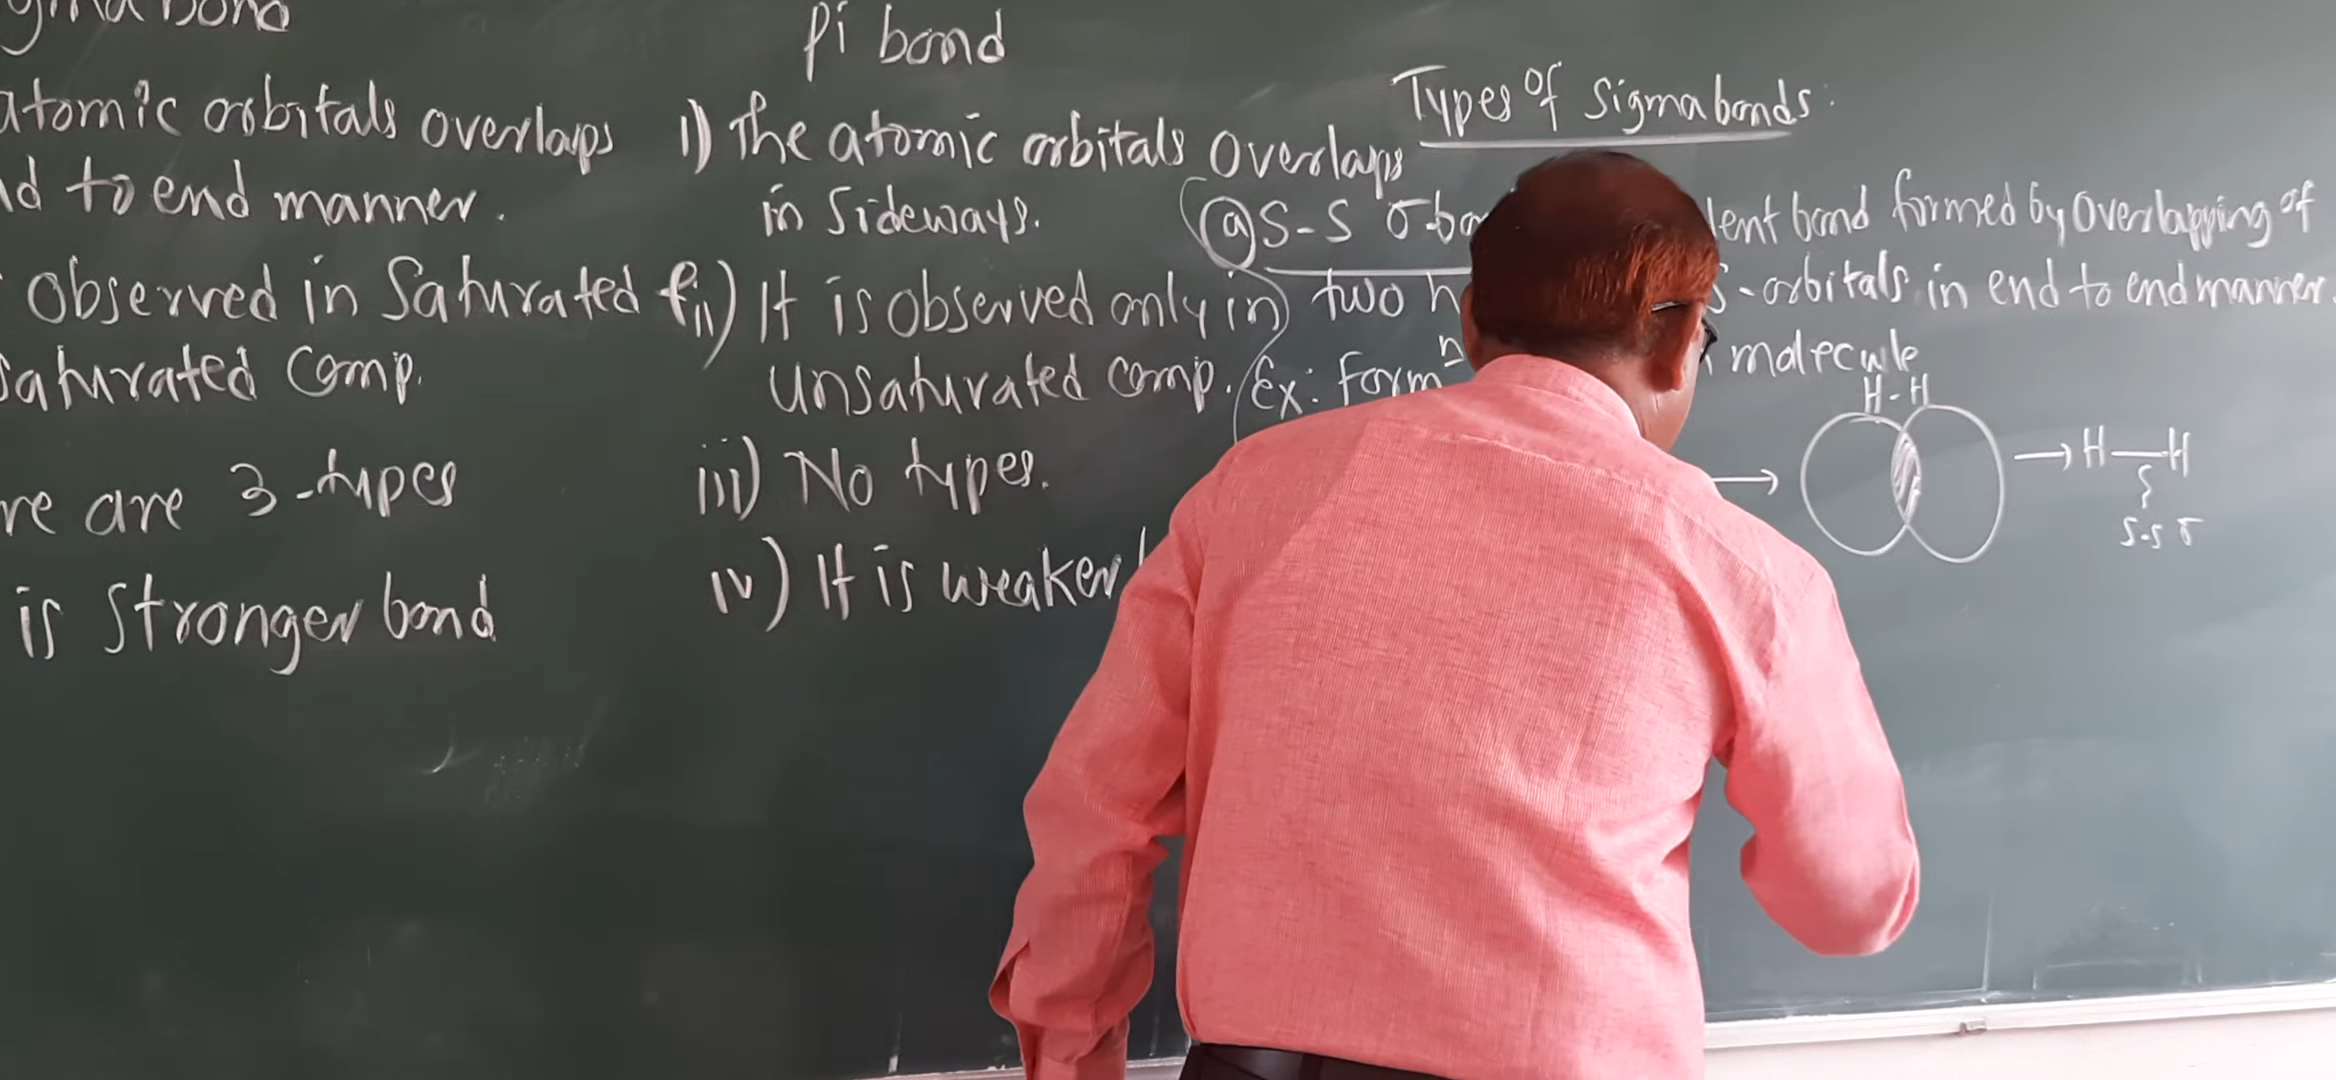 bond
atomic orbitals overlaps
to end manner.
observed in Saturated &
saturated Comp.
are 3-types
is Stronger bond
Pi bond
i) The atomic orbitals overlaps
in Sideways.
ii) It is observed only in
unsaturated comp.
iii) No types.
iv) It is weaker
Types of Sigma bonds:
a) S-S σ-bo
lent bond formed by Overlapping of
two h
s-orbitals in end to end manner.
Ex: Formⁿ
molecule
H-H
→ → H—H
S-S σ